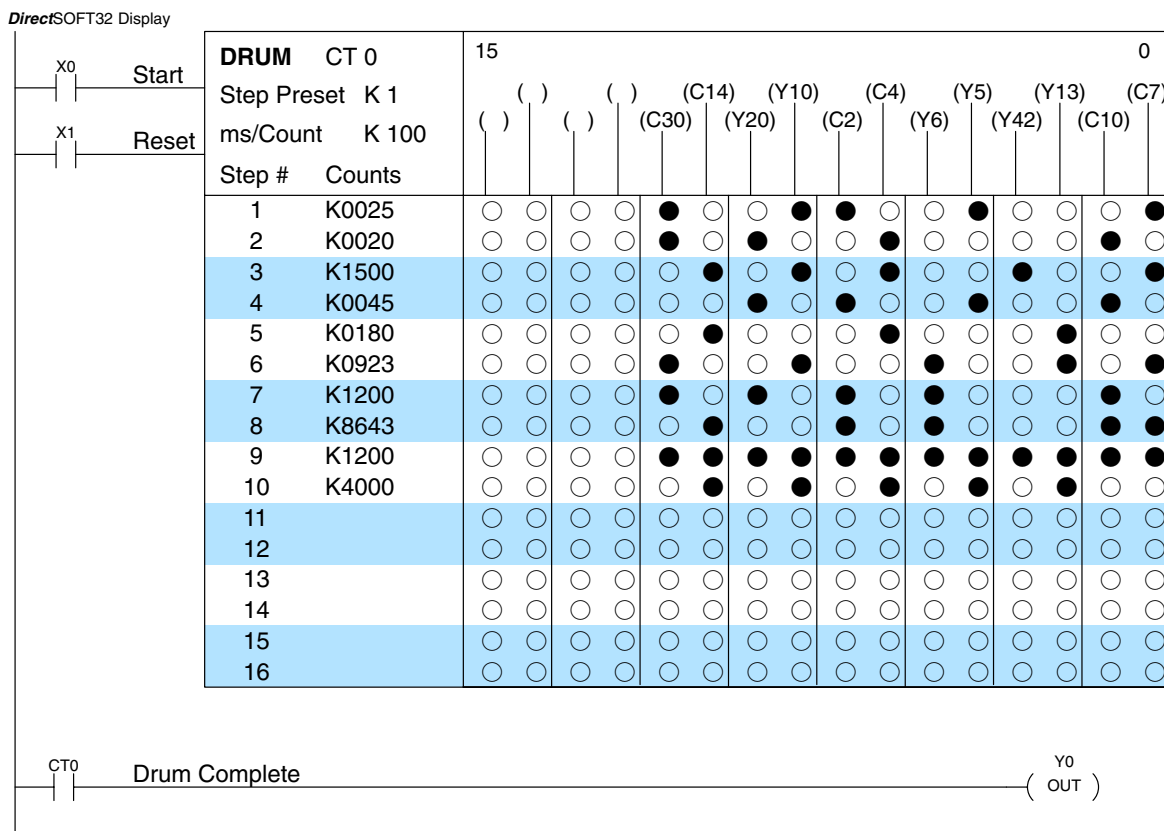 DirectSOFT32 Display
X0 Start
X1 Reset
DRUM CT 0
Step Preset K 1
ms/Count K 100
Step # Counts
15 0
( ) ( ) (C14) (Y10) (C4) (Y5) (Y13) (C7)
( ) ( ) (C30) (Y20) (C2) (Y6) (Y42) (C10)
1 K0025
2 K0020
3 K1500
4 K0045
5 K0180
6 K0923
7 K1200
8 K8643
9 K1200
10 K4000
11
12
13
14
15
16
CT0 Drum Complete
Y0
( OUT )